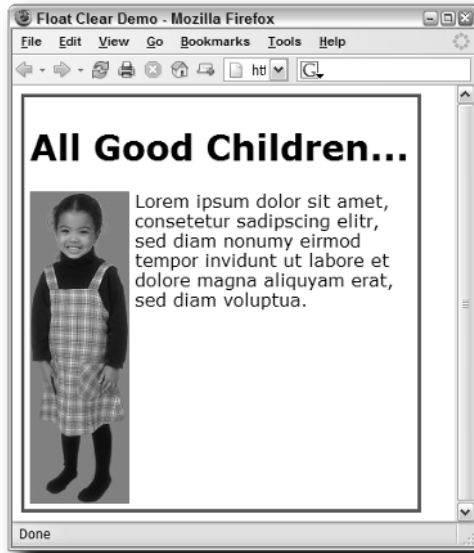 Float Clear Demo - Mozilla Firefox
File Edit View Go Bookmarks Tools Help
htt G
All Good Children...
Lorem ipsum dolor sit amet,
consetetur sadipscing elitr,
sed diam nonumy eirmod
tempor invidunt ut labore et
dolore magna aliquyam erat,
sed diam voluptua.
Done